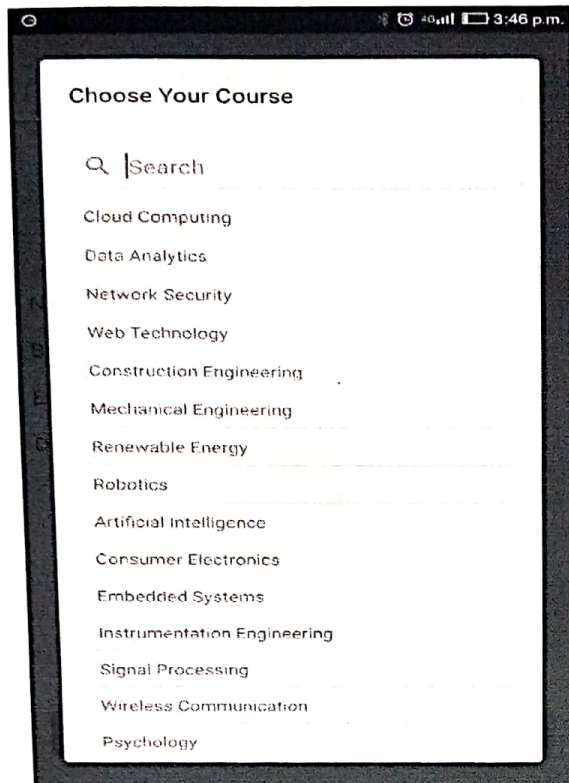 4G 3:46 p.m.
Choose Your Course
Search
Cloud Computing
Data Analytics
Network Security
Web Technology
Construction Engineering
Mechanical Engineering
Renewable Energy
Robotics
Artificial Intelligence
Consumer Electronics
Embedded Systems
Instrumentation Engineering
Signal Processing
Wireless Communication
Psychology